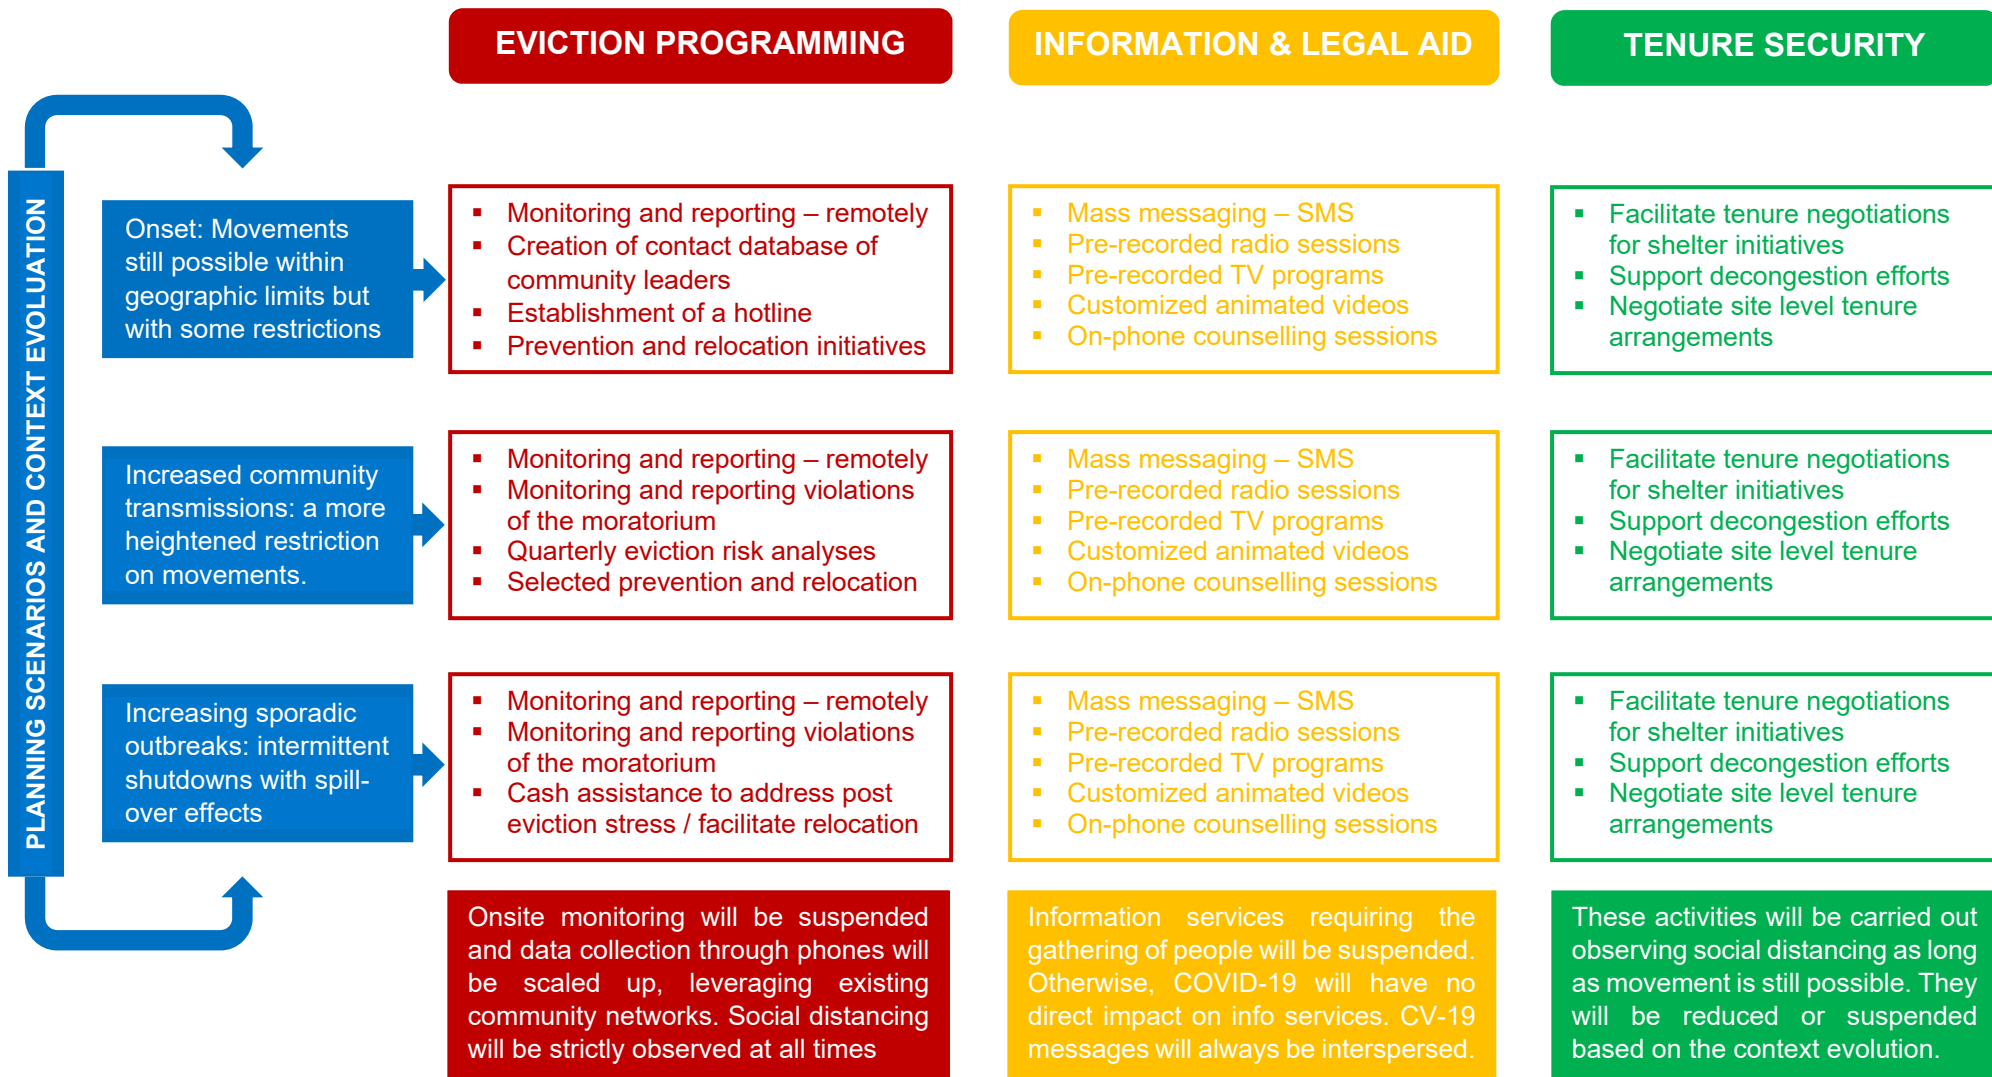 EVICTION PROGRAMMING
INFORMATION & LEGAL AID
TENURE SECURITY
PLANNING SCENARIOS AND CONTEXT EVOLUATION
Onset: Movements
still possible within
geographic limits but
with some restrictions
▪ Monitoring and reporting – remotely
▪ Creation of contact database of
community leaders
▪ Establishment of a hotline
▪ Prevention and relocation initiatives
▪ Mass messaging – SMS
▪ Pre-recorded radio sessions
▪ Pre-recorded TV programs
▪ Customized animated videos
▪ On-phone counselling sessions
▪ Facilitate tenure negotiations
for shelter initiatives
▪ Support decongestion efforts
▪ Negotiate site level tenure
arrangements
Increased community
transmissions: a more
heightened restriction
on movements.
▪ Monitoring and reporting – remotely
▪ Monitoring and reporting violations
of the moratorium
▪ Quarterly eviction risk analyses
▪ Selected prevention and relocation
▪ Mass messaging – SMS
▪ Pre-recorded radio sessions
▪ Pre-recorded TV programs
▪ Customized animated videos
▪ On-phone counselling sessions
▪ Facilitate tenure negotiations
for shelter initiatives
▪ Support decongestion efforts
▪ Negotiate site level tenure
arrangements
Increasing sporadic
outbreaks: intermittent
shutdowns with spill-
over effects
▪ Monitoring and reporting – remotely
▪ Monitoring and reporting violations
of the moratorium
▪ Cash assistance to address post
eviction stress / facilitate relocation
▪ Mass messaging – SMS
▪ Pre-recorded radio sessions
▪ Pre-recorded TV programs
▪ Customized animated videos
▪ On-phone counselling sessions
▪ Facilitate tenure negotiations
for shelter initiatives
▪ Support decongestion efforts
▪ Negotiate site level tenure
arrangements
Onsite monitoring will be suspended
and data collection through phones will
be scaled up, leveraging existing
community networks. Social distancing
will be strictly observed at all times
Information services requiring the
gathering of people will be suspended.
Otherwise, COVID-19 will have no
direct impact on info services. CV-19
messages will always be interspersed.
These activities will be carried out
observing social distancing as long
as movement is still possible. They
will be reduced or suspended
based on the context evolution.